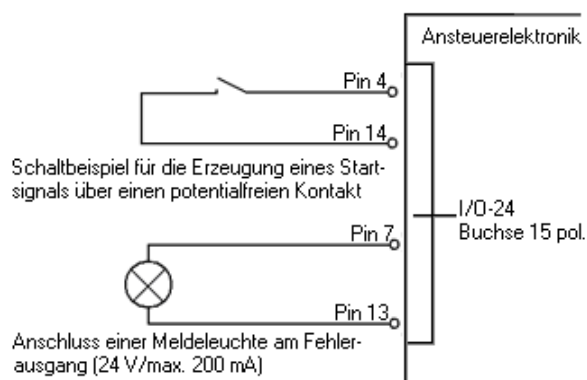 Ansteuerelektronik
Pin 4
Pin 14
Schaltbeispiel für die Erzeugung eines Start-
signals über einen potentialfreien Kontakt
I/O-24
Buchse 15 pol.
Pin 7
Pin 13
Anschluss einer Meldeleuchte am Fehler-
ausgang (24 V/max. 200 mA)